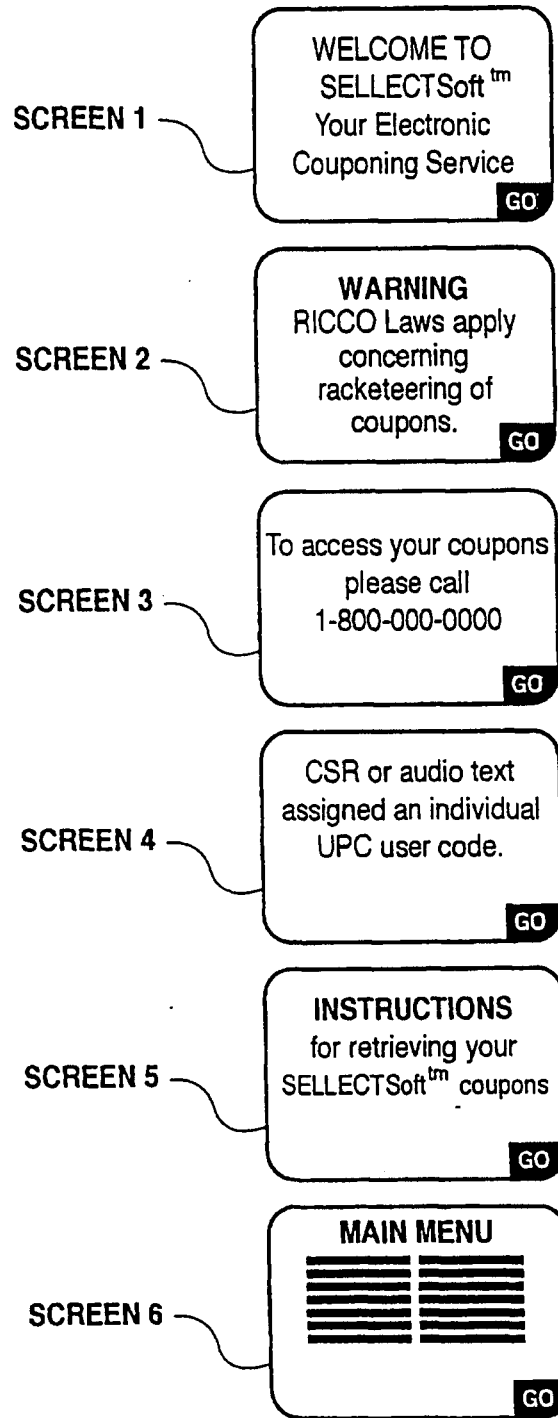 SCREEN 1
WELCOME TO
SELLECTSoft tm
Your Electronic
Couponing Service
GO
SCREEN 2
WARNING
RICCO Laws apply
concerning
racketeering of
coupons.
GO
SCREEN 3
To access your coupons
please call
1-800-000-0000
GO
SCREEN 4
CSR or audio text
assigned an individual
UPC user code.
GO
SCREEN 5
INSTRUCTIONS
for retrieving your
SELLECTSoft tm coupons
GO
SCREEN 6
MAIN MENU
GO